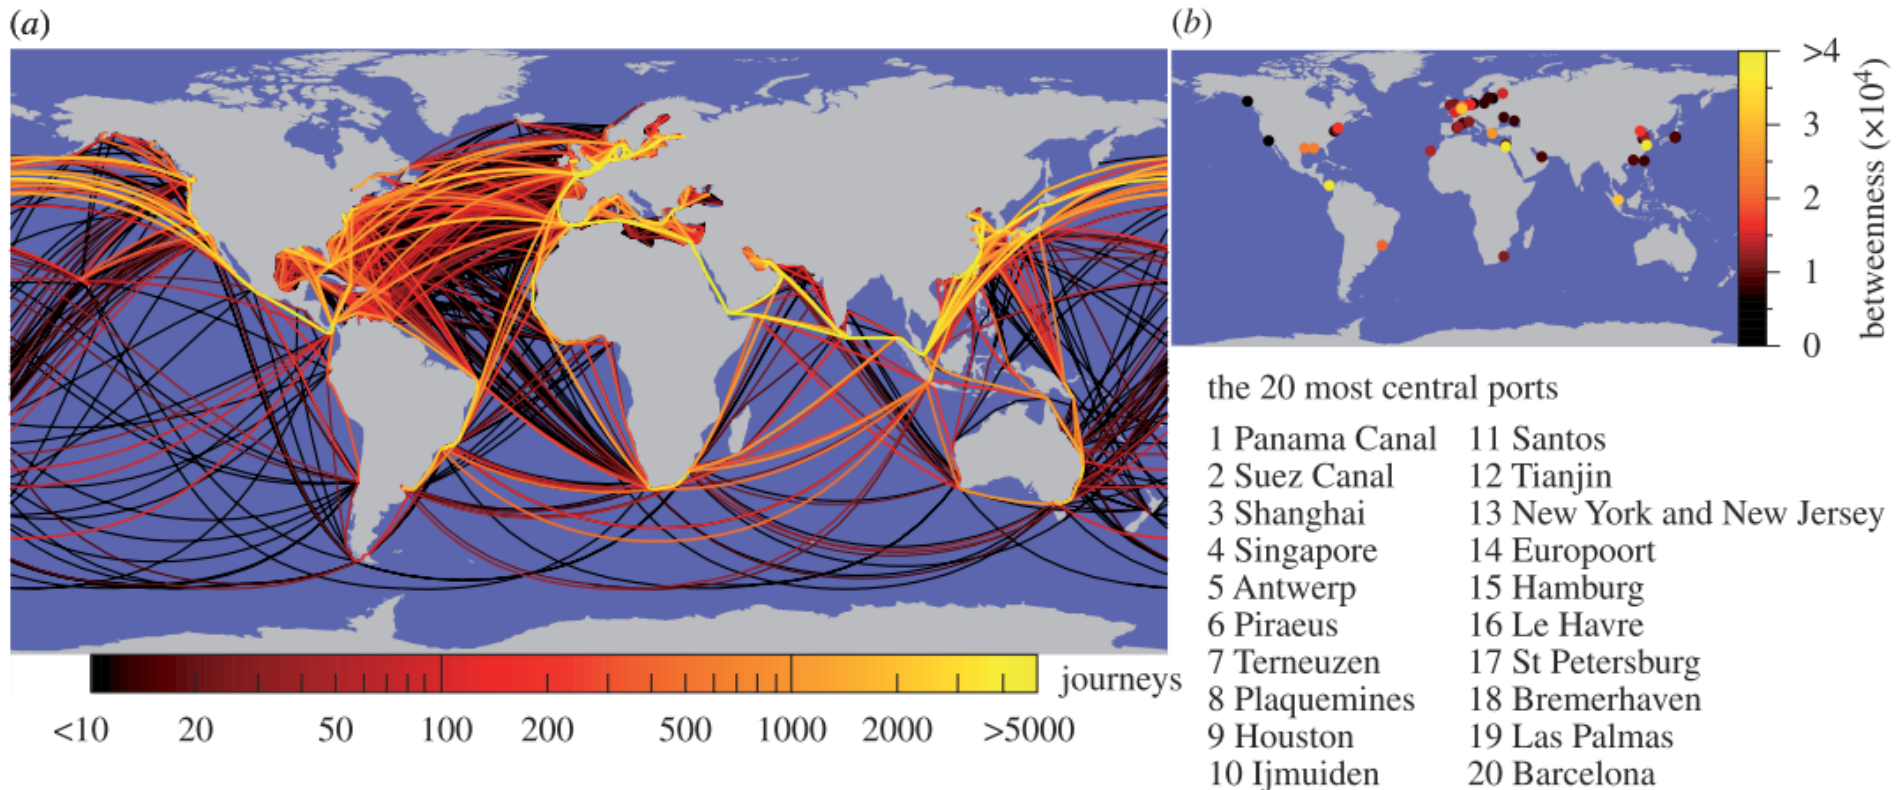 (a)
<10 20 50 100 200 500 1000 2000 >5000
journeys
(b)
>4
3
2
1
0
betweenness (×10⁴)
the 20 most central ports
1 Panama Canal
2 Suez Canal
3 Shanghai
4 Singapore
5 Antwerp
6 Piraeus
7 Terneuzen
8 Plaquemines
9 Houston
10 Ijmuiden
11 Santos
12 Tianjin
13 New York and New Jersey
14 Europoort
15 Hamburg
16 Le Havre
17 St Petersburg
18 Bremerhaven
19 Las Palmas
20 Barcelona